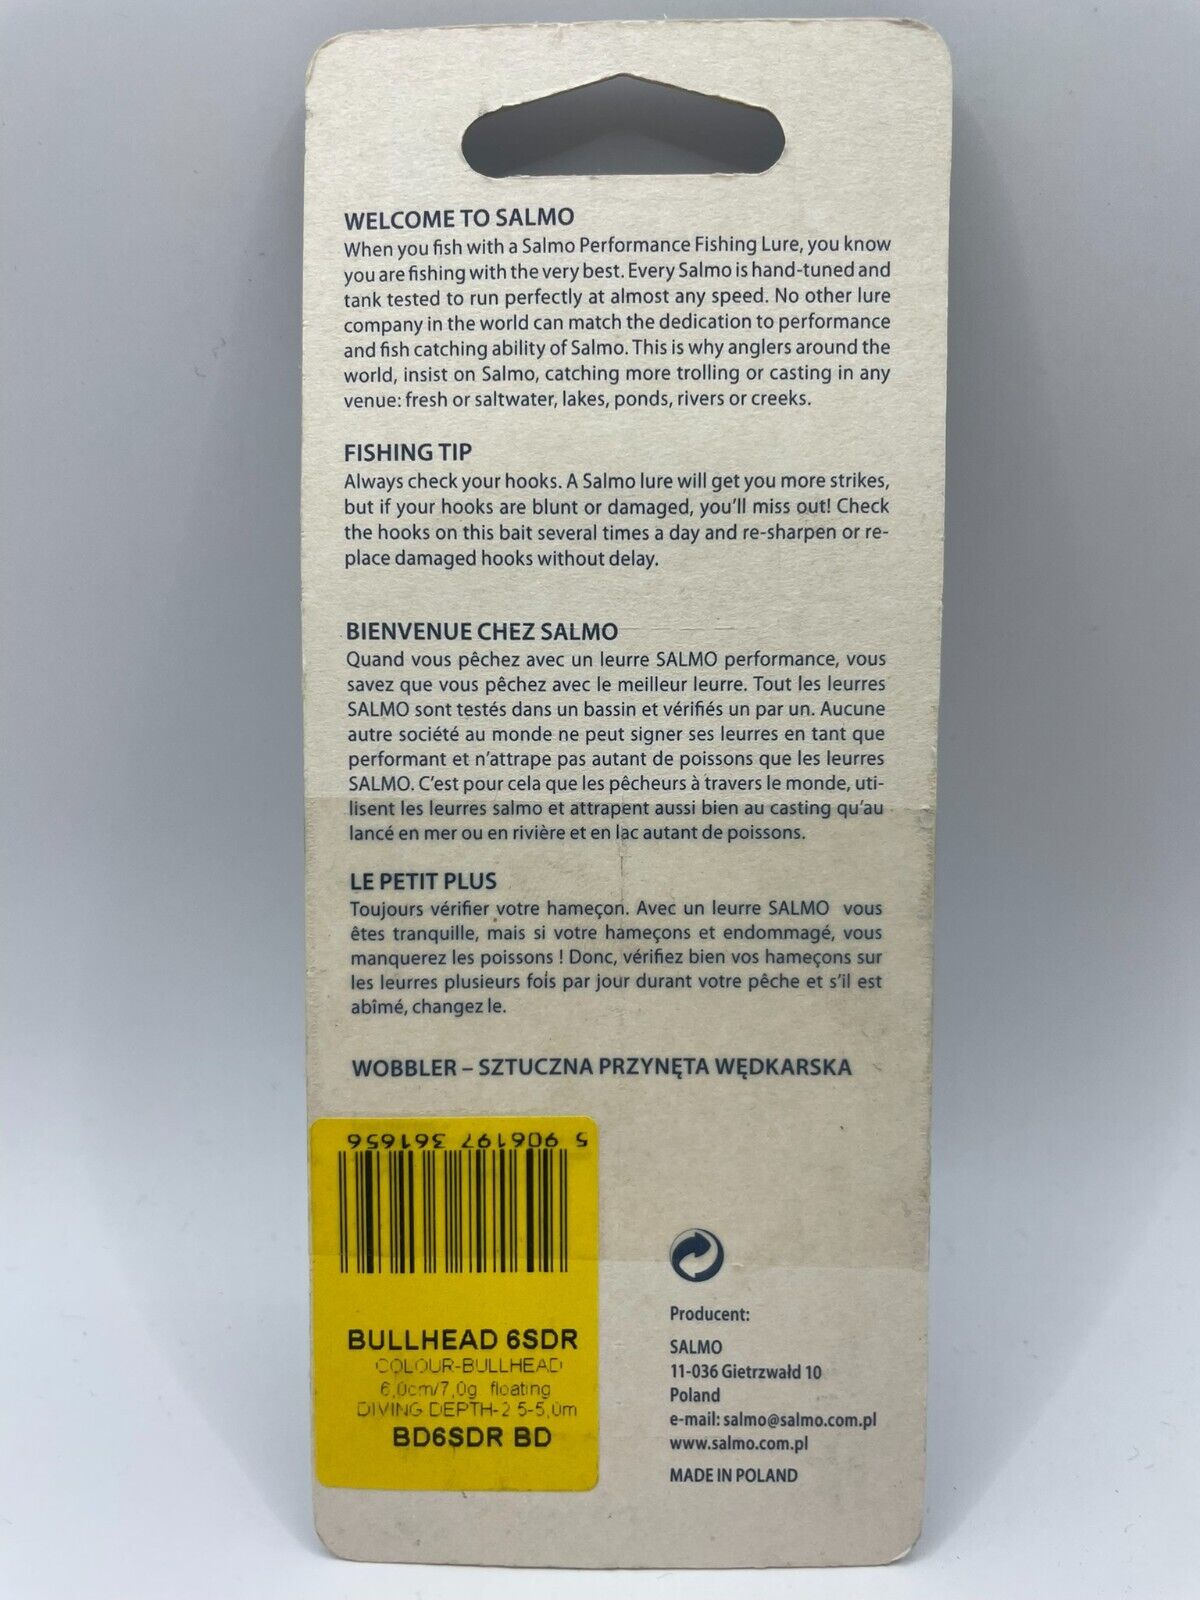 WELCOME TO SALMO
When you fish with a Salmo Performance Fishing Lure, you know
you are fishing with the very best. Every Salmo is hand-tuned and
tank tested to run perfectly at almost any speed. No other lure
company in the world can match the dedication to performance
and fish catching ability of Salmo. This is why anglers around the
world, insist on Salmo, catching more trolling or casting in any
venue: fresh or saltwater, lakes, ponds, rivers or creeks.
FISHING TIP
Always check your hooks. A Salmo lure will get you more strikes,
but if your hooks are blunt or damaged, you'll miss out! Check
the hooks on this bait several times a day and re-sharpen or re-
place damaged hooks without delay.
BIENVENUE CHEZ SALMO
Quand vous pêchez avec un leurre SALMO performance, vous
savez que vous pêchez avec le meilleur leurre. Tout les leurres
SALMO sont testés dans un bassin et vérifiés un par un. Aucune
autre société au monde ne peut signer ses leurres en tant que
performant et n'attrape pas autant de poissons que les leurres
SALMO. C'est pour cela que les pêcheurs à travers le monde, uti-
lisent les leurres salmo et attrapent aussi bien au casting qu'au
lancé en mer ou en rivière et en lac autant de poissons.
LE PETIT PLUS
Toujours vérifier votre hameçon. Avec un leurre SALMO vous
êtes tranquille, mais si votre hameçons et endommagé, vous
manquerez les poissons ! Donc, vérifiez bien vos hameçons sur
les leurres plusieurs fois par jour durant votre pêche et s'il est
abîmé, changez le.
WOBBLER – SZTUCZNA PRZYNĘTA WĘDKARSKA
5 906197 361656
BULLHEAD 6SDR
COLOUR-BULLHEAD
6,0cm/7,0g floating
DIVING DEPTH-2 5-5,0m
BD6SDR BD
Producent:
SALMO
11-036 Gietrzwałd 10
Poland
e-mail: salmo@salmo.com.pl
www.salmo.com.pl
MADE IN POLAND